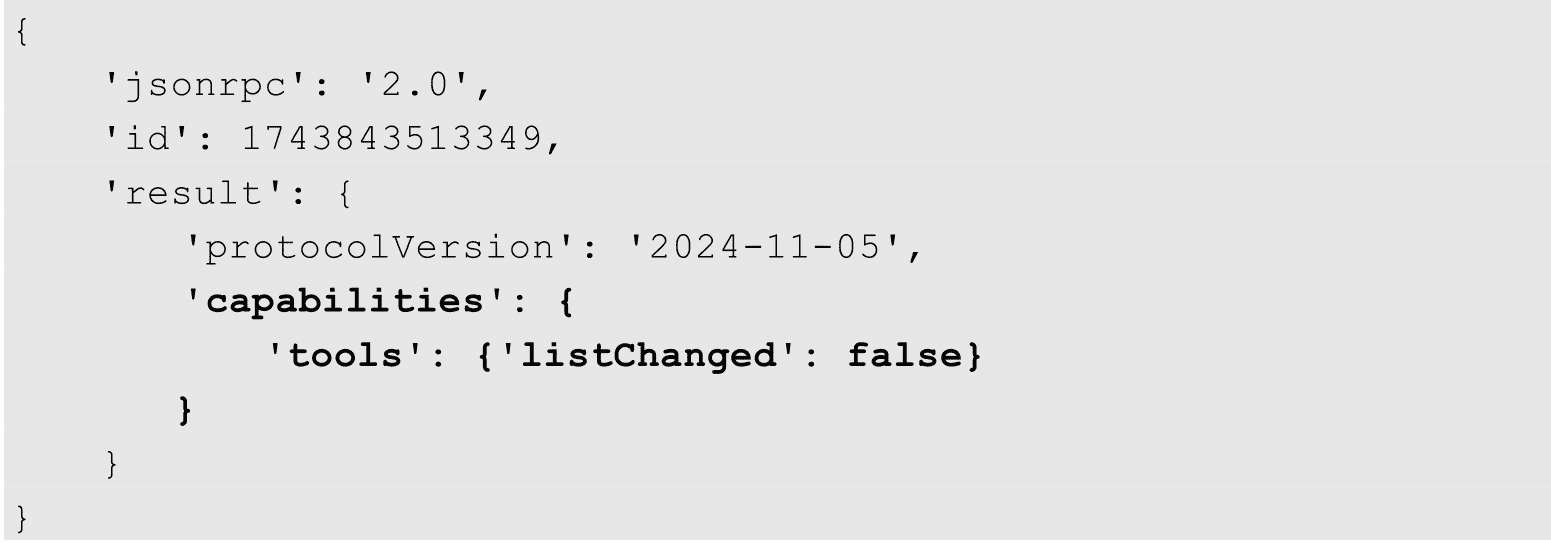 {
'jsonrpc': '2.0',
'id': 1743843513349,
'result': {
'protocolVersion': '2024-11-05',
'capabilities': {
'tools': {'listChanged': false}
}
}
}